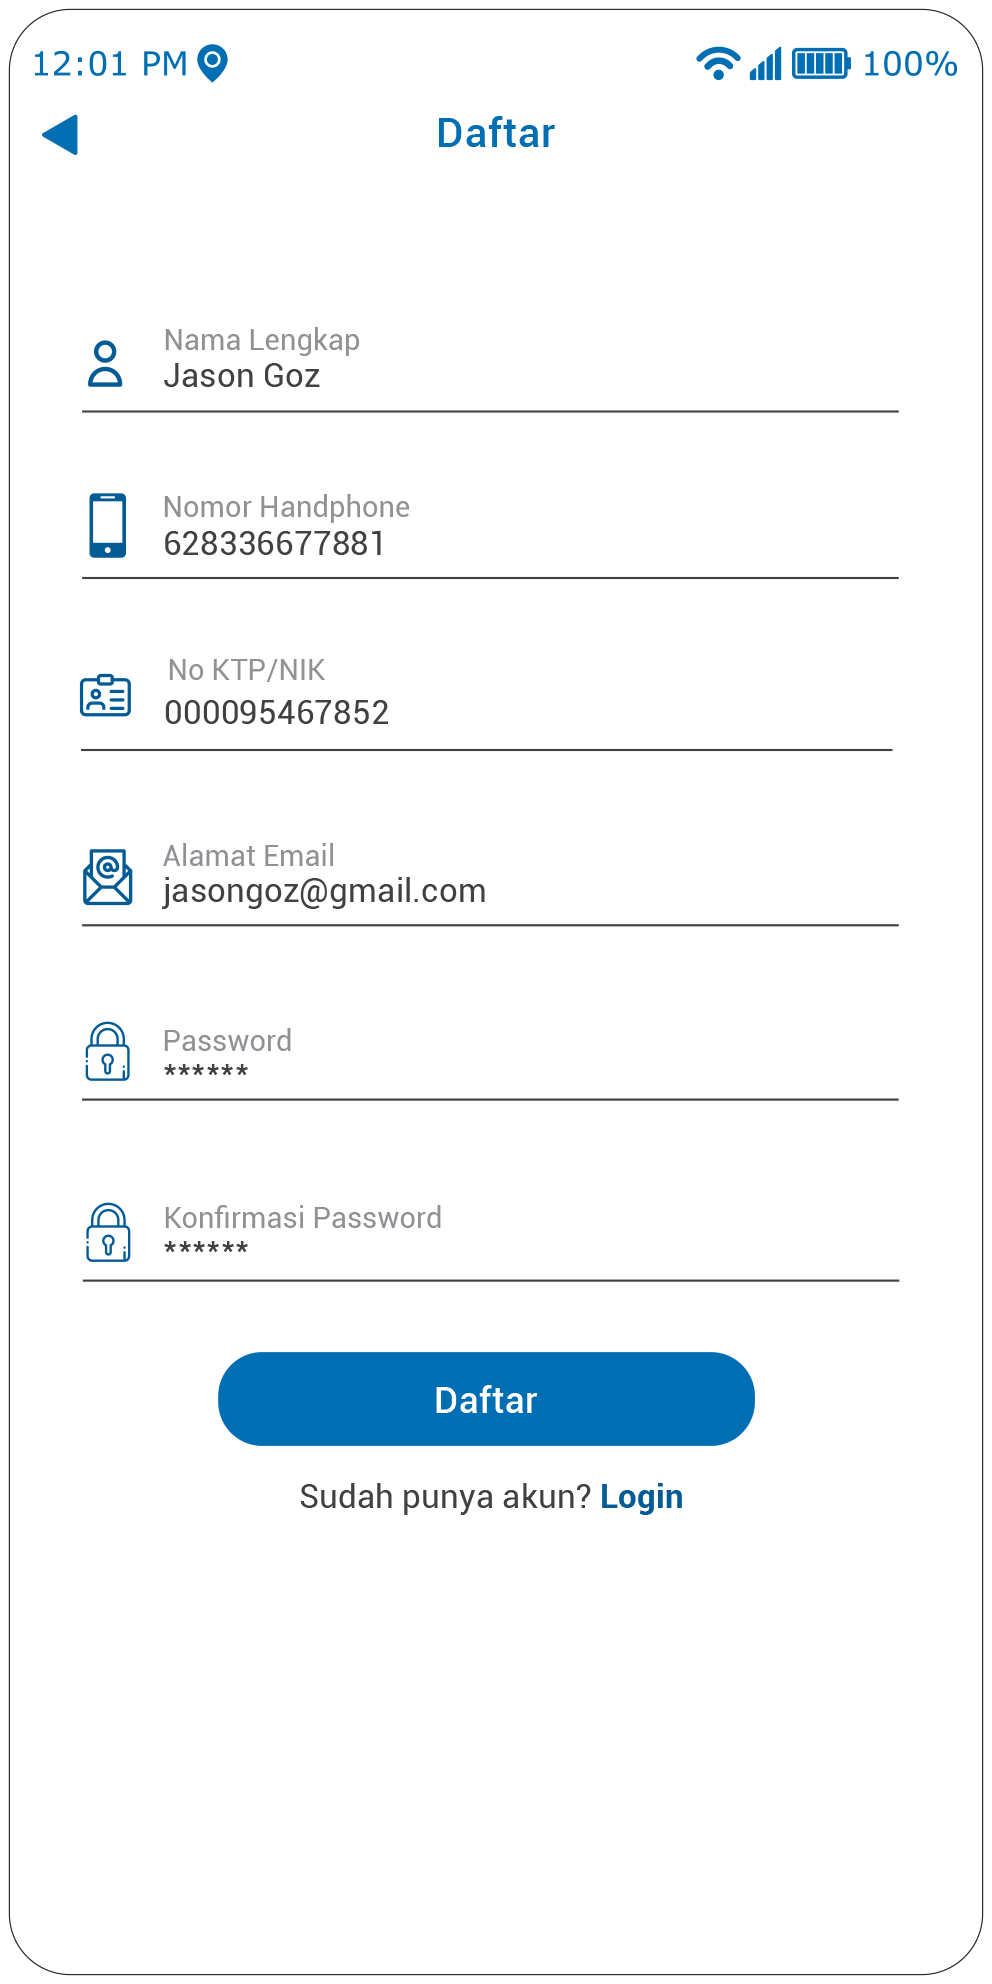 12:01 PM 100%
Daftar
Nama Lengkap
Jason Goz
Nomor Handphone
628336677881
No KTP/NIK
000095467852
Alamat Email
jasongoz@gmail.com
Password
******
Konfirmasi Password
******
Daftar
Sudah punya akun? Login